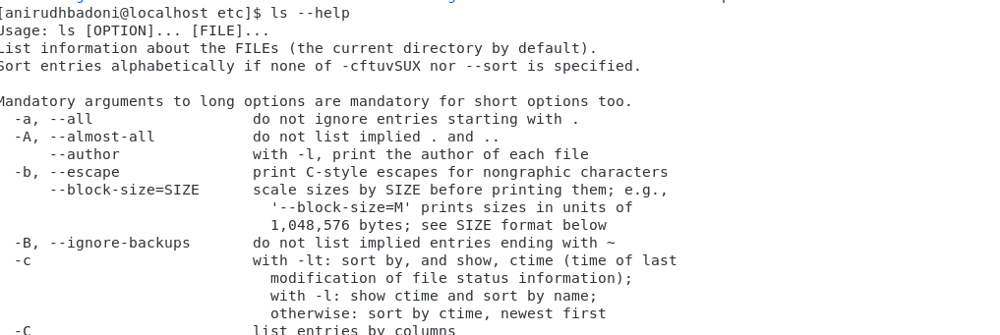 [anirudhbadoni@localhost etc]$ ls --help
Usage: ls [OPTION]... [FILE]...
List information about the FILEs (the current directory by default).
Sort entries alphabetically if none of -cftuvSUX nor --sort is specified.

Mandatory arguments to long options are mandatory for short options too.
  -a, --all                  do not ignore entries starting with .
  -A, --almost-all           do not list implied . and ..
      --author               with -l, print the author of each file
  -b, --escape               print C-style escapes for nongraphic characters
      --block-size=SIZE      scale sizes by SIZE before printing them; e.g.,
                               '--block-size=M' prints sizes in units of
                               1,048,576 bytes; see SIZE format below
  -B, --ignore-backups       do not list implied entries ending with ~
  -c                         with -lt: sort by, and show, ctime (time of last
                               modification of file status information);
                               with -l: show ctime and sort by name;
                               otherwise: sort by ctime, newest first
  -C                         list entries by columns